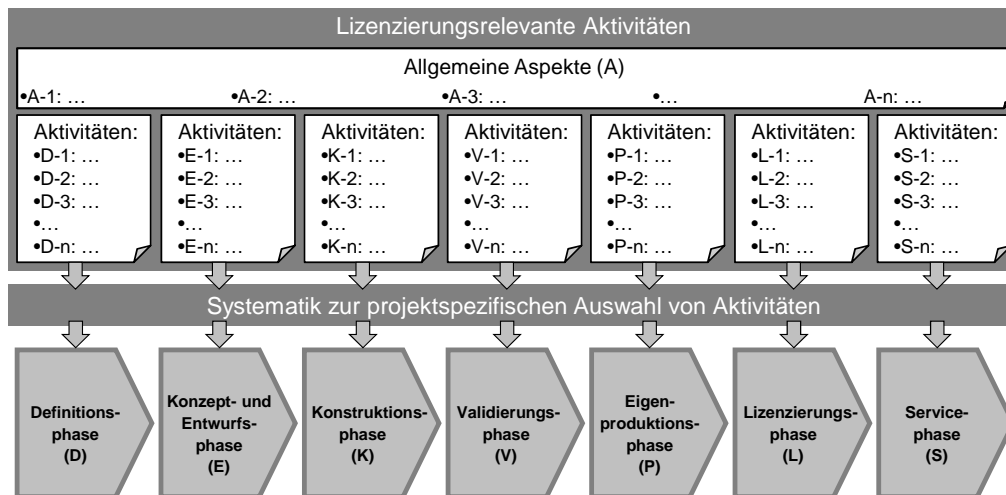 Lizenzierungsrelevante Aktivitäten
Allgemeine Aspekte (A)
•A-1: … •A-2: … •A-3: … •… A-n: …
Aktivitäten:
•D-1: …
•D-2: …
•D-3: …
•…
•D-n: …
Aktivitäten:
•E-1: …
•E-2: …
•E-3: …
•…
•E-n: …
Aktivitäten:
•K-1: …
•K-2: …
•K-3: …
•…
•K-n: …
Aktivitäten:
•V-1: …
•V-2: …
•V-3: …
•…
•V-n: …
Aktivitäten:
•P-1: …
•P-2: …
•P-3: …
•…
•P-n: …
Aktivitäten:
•L-1: …
•L-2: …
•L-3: …
•…
•L-n: …
Aktivitäten:
•S-1: …
•S-2: …
•S-3: …
•…
•S-n: …
Systematik zur projektspezifischen Auswahl von Aktivitäten
Definitions-
phase
(D)
Konzept- und
Entwurfs-
phase
(E)
Konstruktions-
phase
(K)
Validierungs-
phase
(V)
Eigen-
produktions-
phase
(P)
Lizenzierungs-
phase
(L)
Service-
phase
(S)